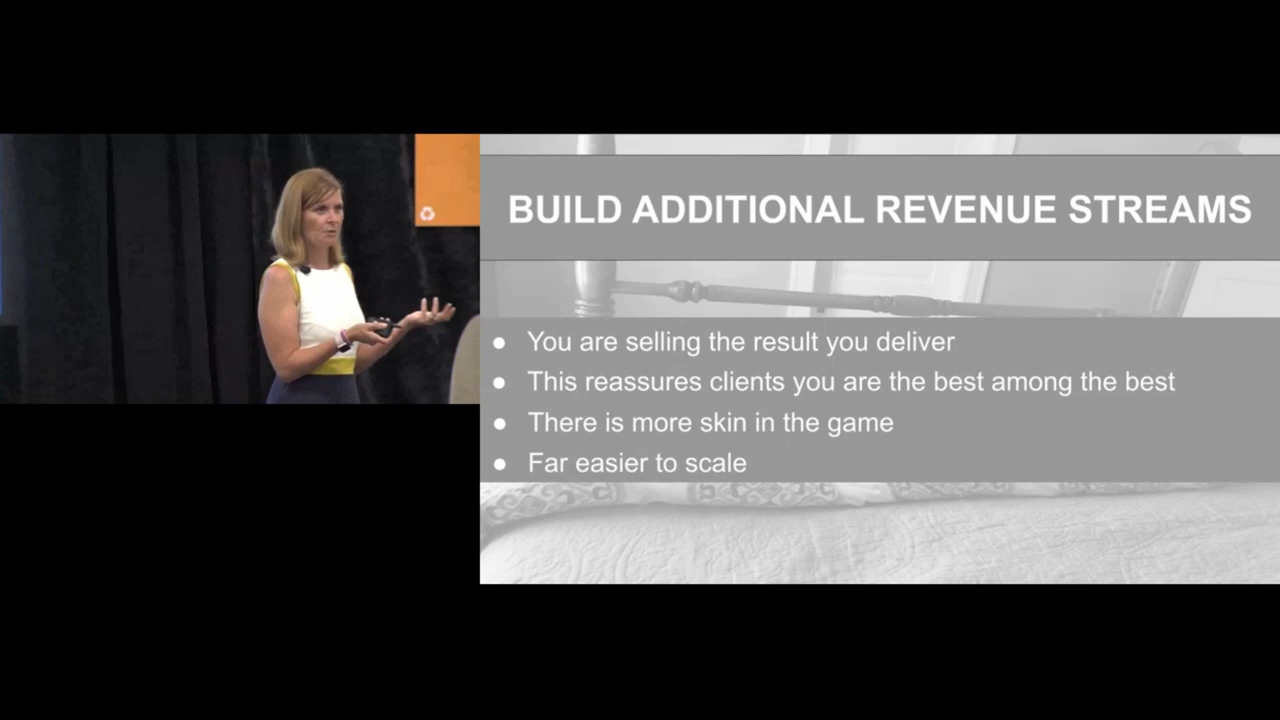 BUILD ADDITIONAL REVENUE STREAMS
● You are selling the result you deliver
● This reassures clients you are the best among the best
● There is more skin in the game
● Far easier to scale